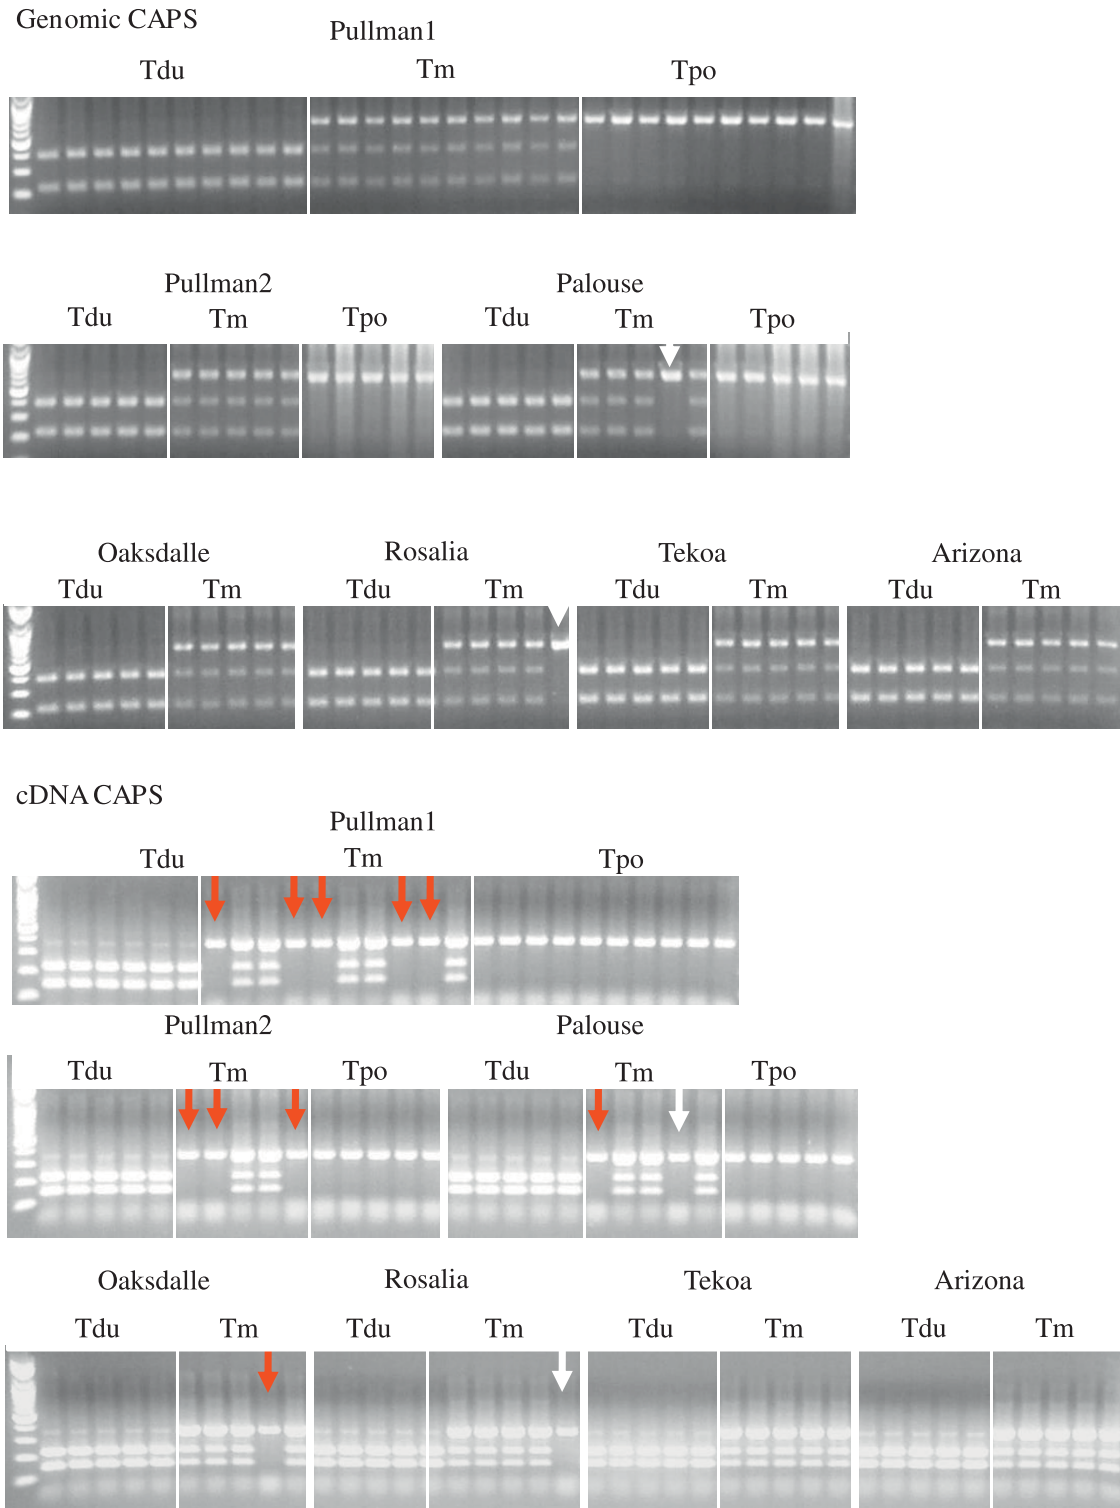 Genomic CAPS
Pullman1
Tdu Tm Tpo
Pullman2 Palouse
Tdu Tm Tpo Tdu Tm Tpo
Oaksdalle Rosalia Tekoa Arizona
Tdu Tm Tdu Tm Tdu Tm Tdu Tm
cDNA CAPS
Pullman1
Tdu Tm Tpo
Pullman2 Palouse
Tdu Tm Tpo Tdu Tm Tpo
Oaksdalle Rosalia Tekoa Arizona
Tdu Tm Tdu Tm Tdu Tm Tdu Tm